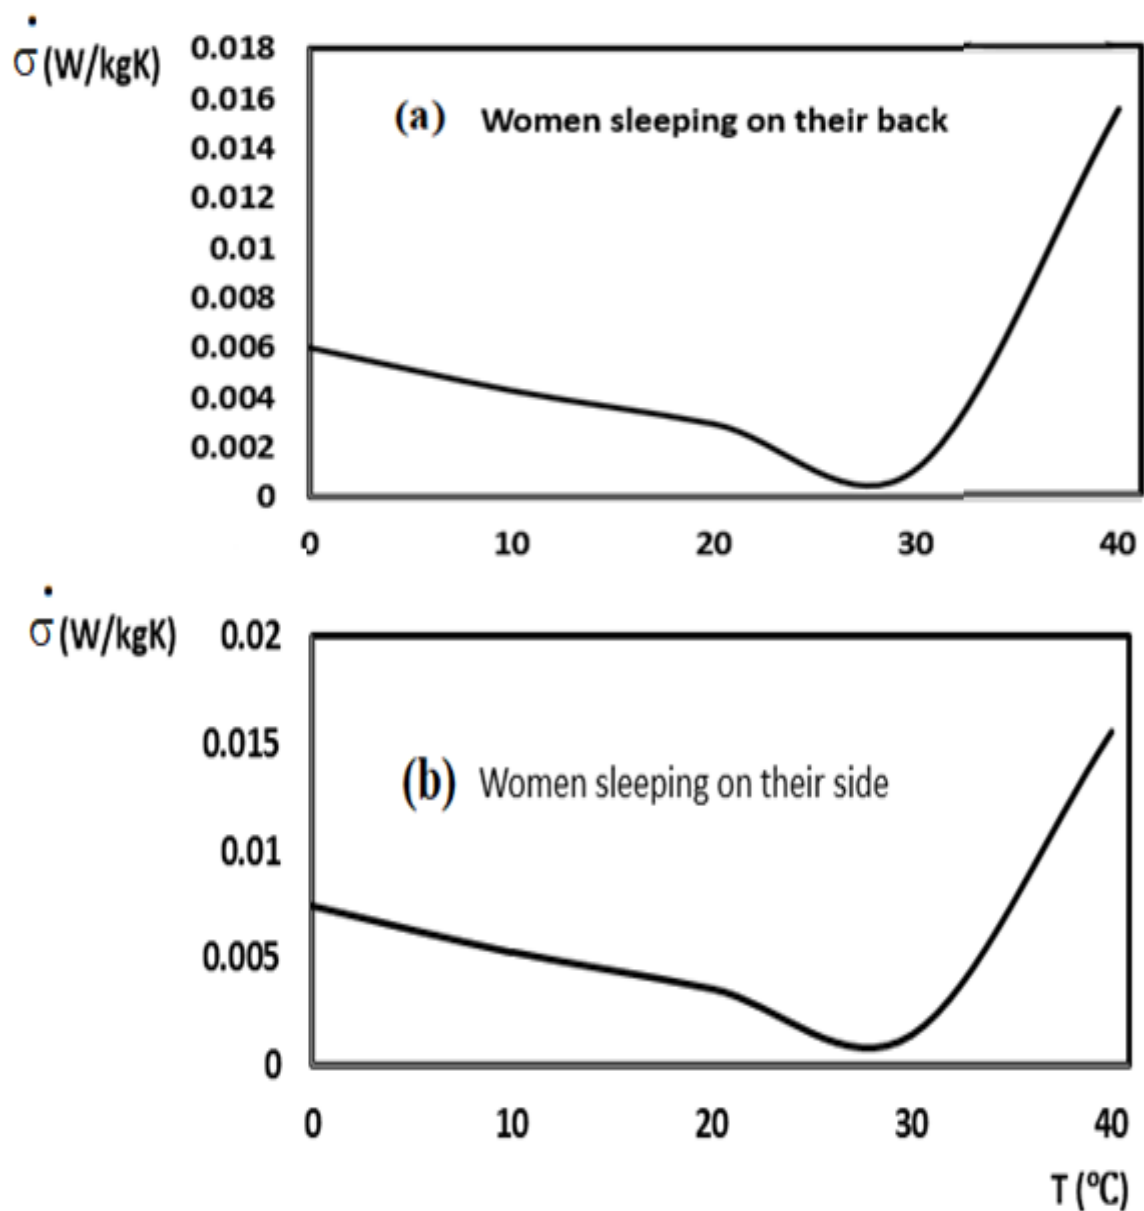 σ̇ (W/kgK)
0.018
0.016
(a) Women sleeping on their back
0.014
0.012
0.01
0.008
0.006
0.004
0.002
0
0 10 20 30 40
σ̇ (W/kgK)
0.02
0.015
(b) Women sleeping on their side
0.01
0.005
0
0 10 20 30 40
T (ºC)